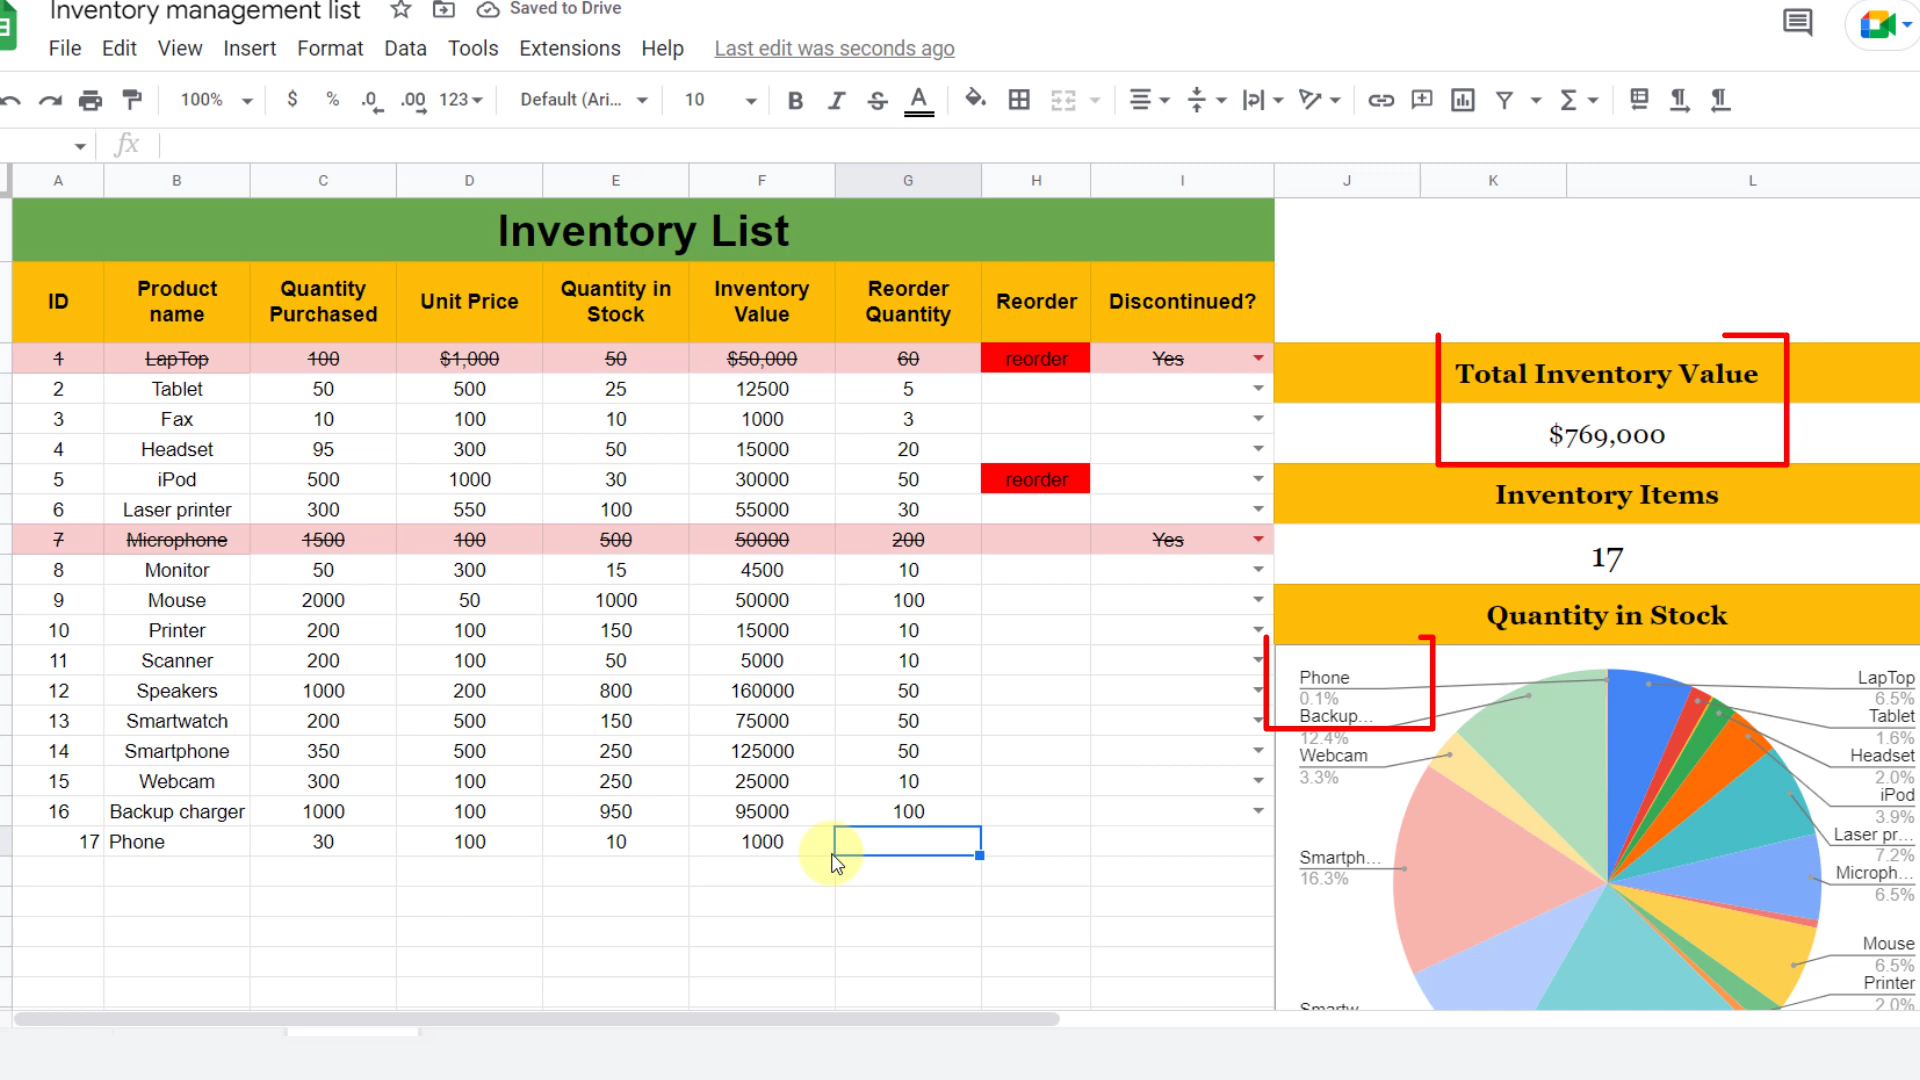 Inventory management list Saved to Drive
File Edit View Insert Format Data Tools Extensions Help Last edit was seconds ago
100% $ % .0 .00 123 Default (Ari... 10 B I S A Σ
fx
A B C D E F G H I J K L
Inventory List
ID Product name Quantity Purchased Unit Price Quantity in Stock Inventory Value Reorder Quantity Reorder Discontinued?
1 LapTop 100 $1,000 50 $50,000 60 reorder Yes
2 Tablet 50 500 25 12500 5
3 Fax 10 100 10 1000 3
4 Headset 95 300 50 15000 20
5 iPod 500 1000 30 30000 50 reorder
6 Laser printer 300 550 100 55000 30
7 Microphone 1500 100 500 50000 200 Yes
8 Monitor 50 300 15 4500 10
9 Mouse 2000 50 1000 50000 100
10 Printer 200 100 150 15000 10
11 Scanner 200 100 50 5000 10
12 Speakers 1000 200 800 160000 50
13 Smartwatch 200 500 150 75000 50
14 Smartphone 350 500 250 125000 50
15 Webcam 300 100 250 25000 10
16 Backup charger 1000 100 950 95000 100
17 Phone 30 100 10 1000
Total Inventory Value
$769,000
Inventory Items
17
Quantity in Stock
Phone
0.1%
Backup...
12.4%
Webcam
3.3%
Smartph...
16.3%
Smartw...
LapTop
6.5%
Tablet
1.6%
Headset
2.0%
iPod
3.9%
Laser pr...
7.2%
Microph...
6.5%
Mouse
6.5%
Printer
2.0%